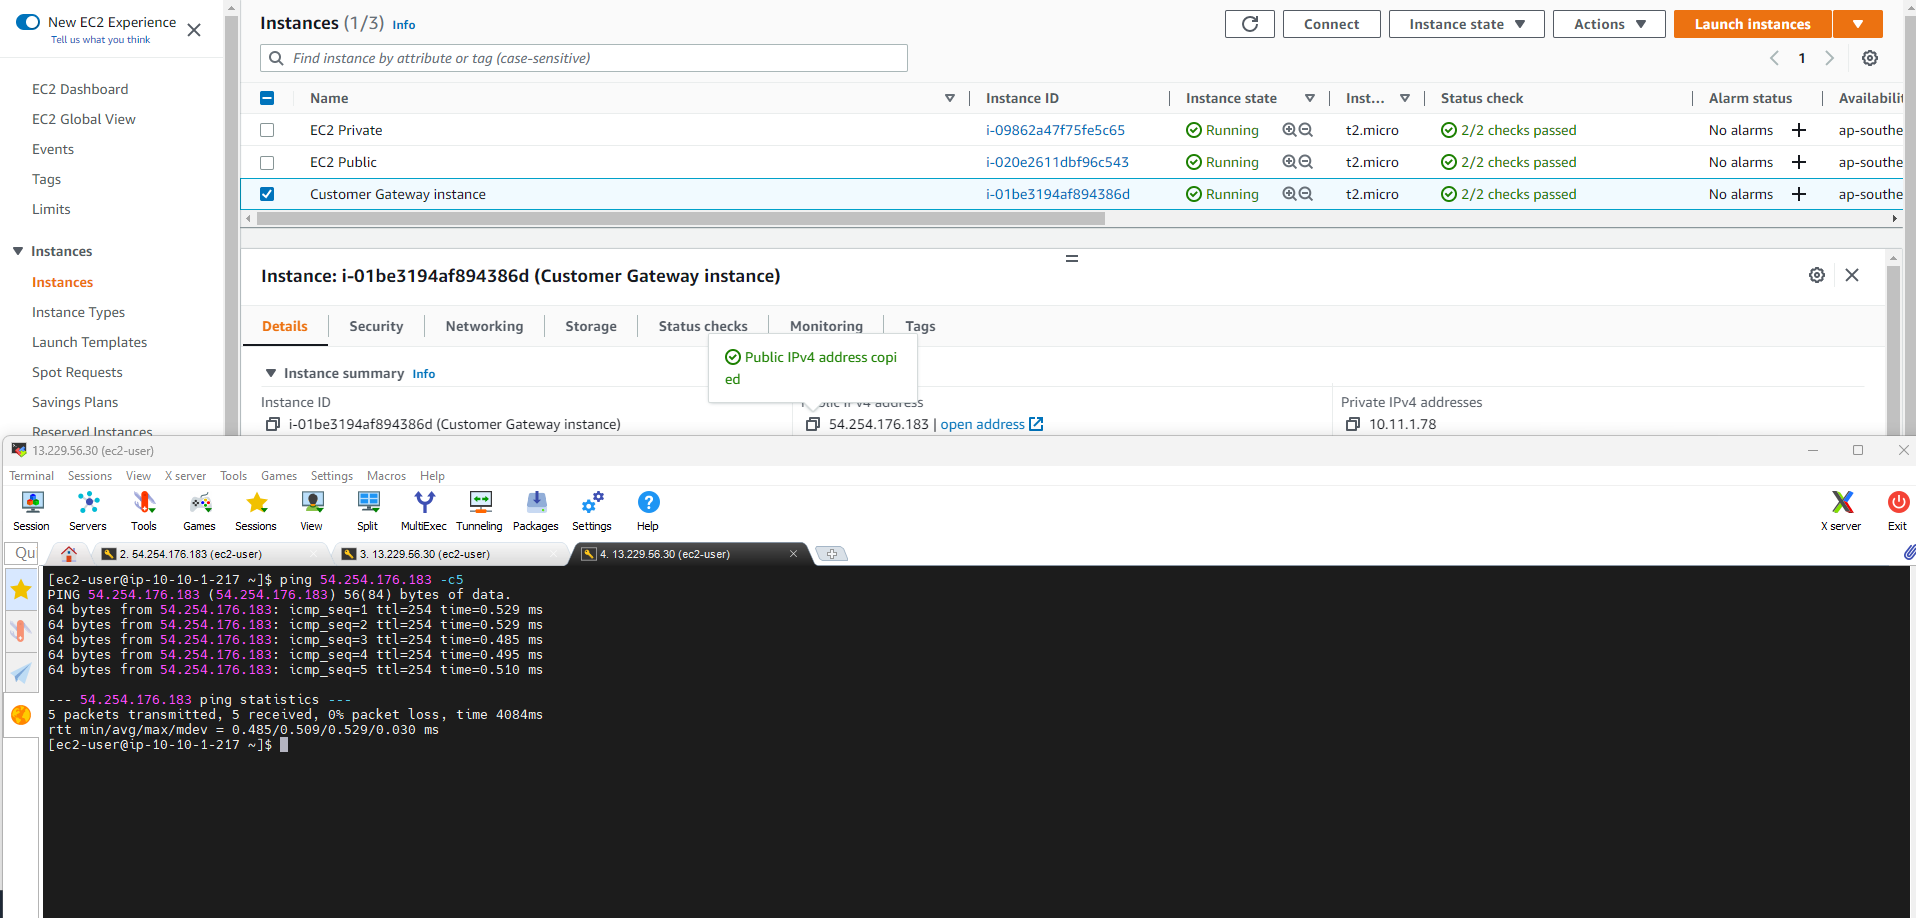 New EC2 Experience
Tell us what you think
EC2 Dashboard
EC2 Global View
Events
Tags
Limits
Instances
Instances
Instance Types
Launch Templates
Spot Requests
Savings Plans
Reserved Instances
Instances (1/3) Info
Connect
Instance state
Actions
Launch instances
Find instance by attribute or tag (case-sensitive)
1
Name Instance ID Instance state Inst... Status check Alarm status Availabili
EC2 Private i-09862a47f75fe5c65 Running t2.micro 2/2 checks passed No alarms + ap-southe
EC2 Public i-020e2611dbf96c543 Running t2.micro 2/2 checks passed No alarms + ap-southe
Customer Gateway instance i-01be3194af894386d Running t2.micro 2/2 checks passed No alarms + ap-southe
Instance: i-01be3194af894386d (Customer Gateway instance)
Details Security Networking Storage Status checks Monitoring Tags
Public IPv4 address copi
ed
Instance summary Info
Instance ID
i-01be3194af894386d (Customer Gateway instance)
Public IPv4 address
54.254.176.183 | open address
Private IPv4 addresses
10.11.1.78
13.229.56.30 (ec2-user)
Terminal Sessions View X server Tools Games Settings Macros Help
Session Servers Tools Games Sessions View Split MultiExec Tunneling Packages Settings Help X server Exit
Qu
2. 54.254.176.183 (ec2-user)
3. 13.229.56.30 (ec2-user)
4. 13.229.56.30 (ec2-user)
[ec2-user@ip-10-10-1-217 ~]$ ping 54.254.176.183 -c5
PING 54.254.176.183 (54.254.176.183) 56(84) bytes of data.
64 bytes from 54.254.176.183: icmp_seq=1 ttl=254 time=0.529 ms
64 bytes from 54.254.176.183: icmp_seq=2 ttl=254 time=0.529 ms
64 bytes from 54.254.176.183: icmp_seq=3 ttl=254 time=0.485 ms
64 bytes from 54.254.176.183: icmp_seq=4 ttl=254 time=0.495 ms
64 bytes from 54.254.176.183: icmp_seq=5 ttl=254 time=0.510 ms
--- 54.254.176.183 ping statistics ---
5 packets transmitted, 5 received, 0% packet loss, time 4084ms
rtt min/avg/max/mdev = 0.485/0.509/0.529/0.030 ms
[ec2-user@ip-10-10-1-217 ~]$